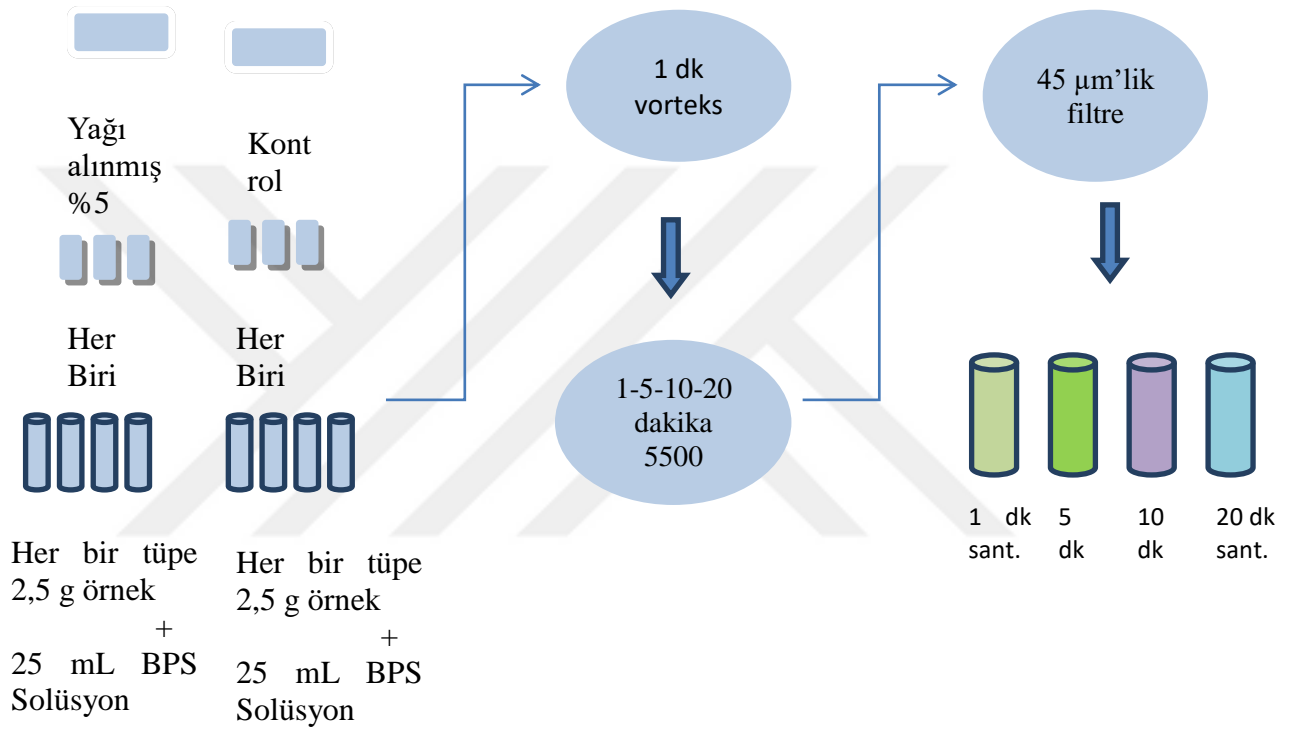 Yağı
alınmış
%5
Kont
rol
Her
Biri
Her
Biri
Her bir tüpe
2,5 g örnek
+
25 mL BPS
Solüsyon
Her bir tüpe
2,5 g örnek
+
25 mL BPS
Solüsyon
1 dk
vorteks
1-5-10-20
dakika
5500
45 µm’lik
filtre
1 dk
sant.
5
dk
10
dk
20 dk
sant.